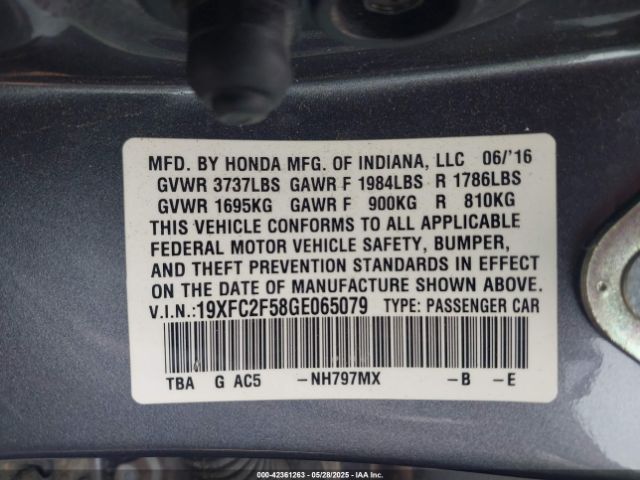 MFD. BY HONDA MFG. OF INDIANA, LLC 06/'16
GVWR 3737LBS GAWR F 1984LBS R 1786LBS
GVWR 1695KG GAWR F 900KG R 810KG
THIS VEHICLE CONFORMS TO ALL APPLICABLE
FEDERAL MOTOR VEHICLE SAFETY, BUMPER,
AND THEFT PREVENTION STANDARDS IN EFFECT
ON THE DATE OF MANUFACTURE SHOWN ABOVE.
V.I.N.:19XFC2F58GE065079 TYPE: PASSENGER CAR
TBA G AC5 -NH797MX -B -E
000-42361263 - 05/28/2025 - IAAI.COM